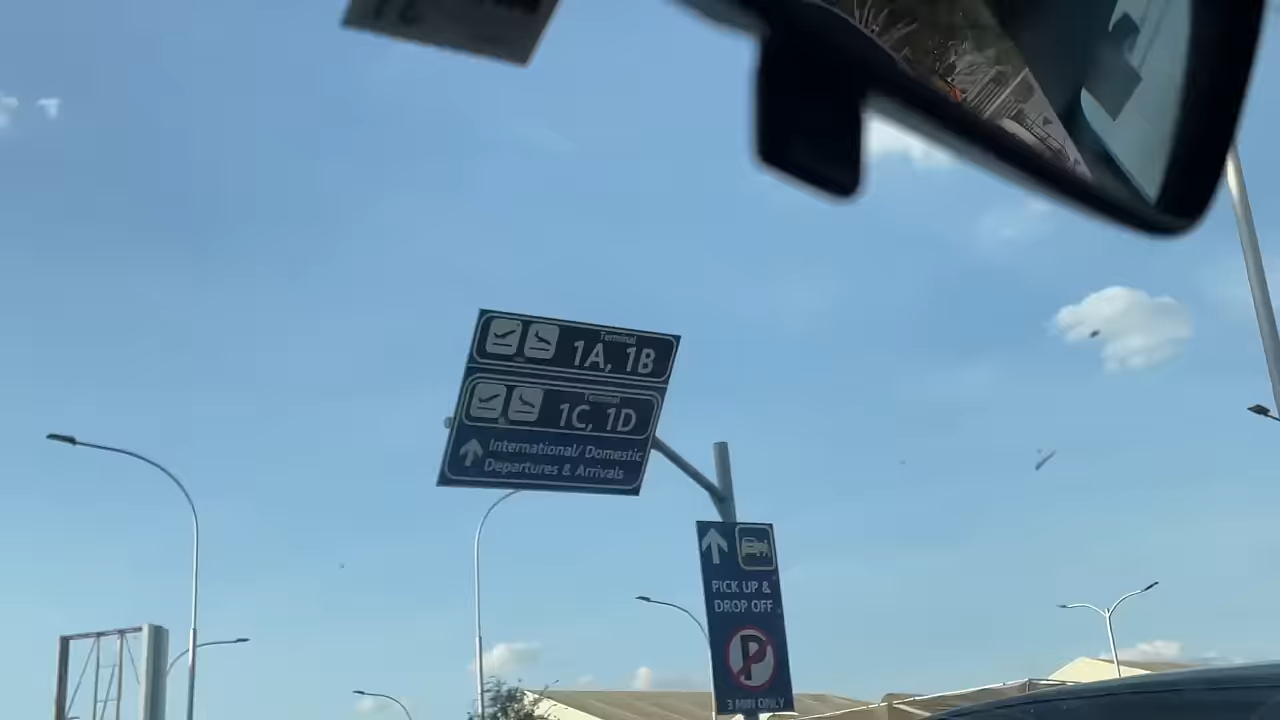 Terminal
1A, 1B
Terminal
1C, 1D
International/ Domestic
Departures & Arrivals
PICK UP &
DROP OFF
P
3 MIN ONLY